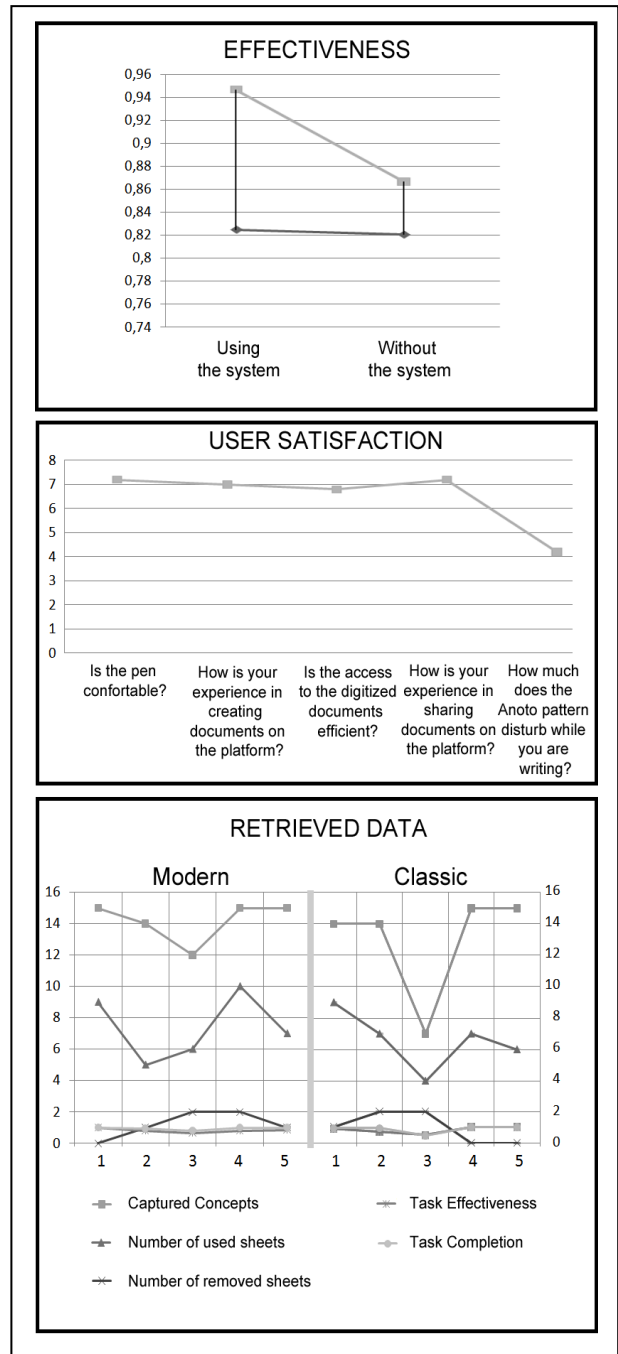 EFFECTIVENESS
0,96
0,94
0,92
0,9
0,88
0,86
0,84
0,82
0,8
0,78
0,76
0,74
Using
the system
Without
the system
USER SATISFACTION
8
7
6
5
4
3
2
1
0
Is the pen
confortable?
How is your
experience in
creating
documents on
the platform?
Is the access
to the digitized
documents
efficient?
How is your
experience in
sharing
documents on
the platform?
How much
does the
Anoto pattern
disturb while
you are
writing?
RETRIEVED DATA
Modern
Classic
16
14
12
10
8
6
4
2
0
16
14
12
10
8
6
4
2
0
1 2 3 4 5
1 2 3 4 5
Captured Concepts
Task Effectiveness
Number of used sheets
Task Completion
Number of removed sheets